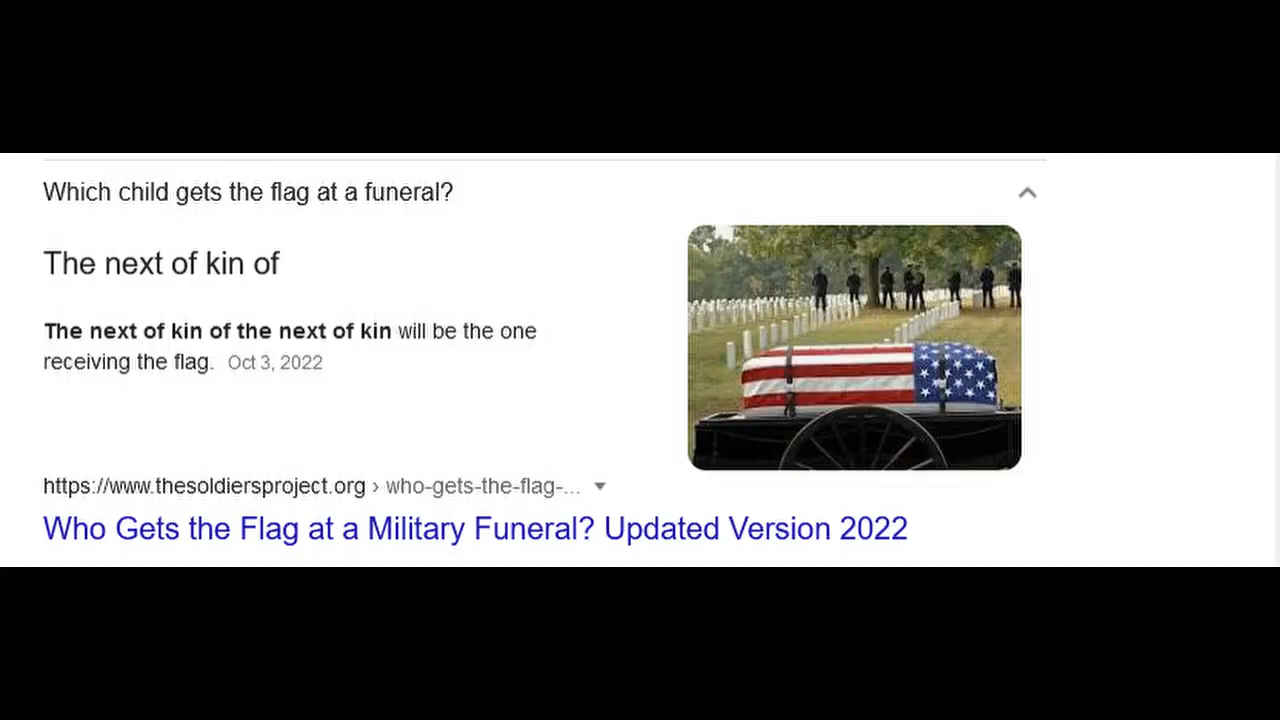 Which child gets the flag at a funeral?
The next of kin of
The next of kin of the next of kin will be the one
receiving the flag. Oct 3, 2022
https://www.thesoldiersproject.org › who-gets-the-flag-...
Who Gets the Flag at a Military Funeral? Updated Version 2022